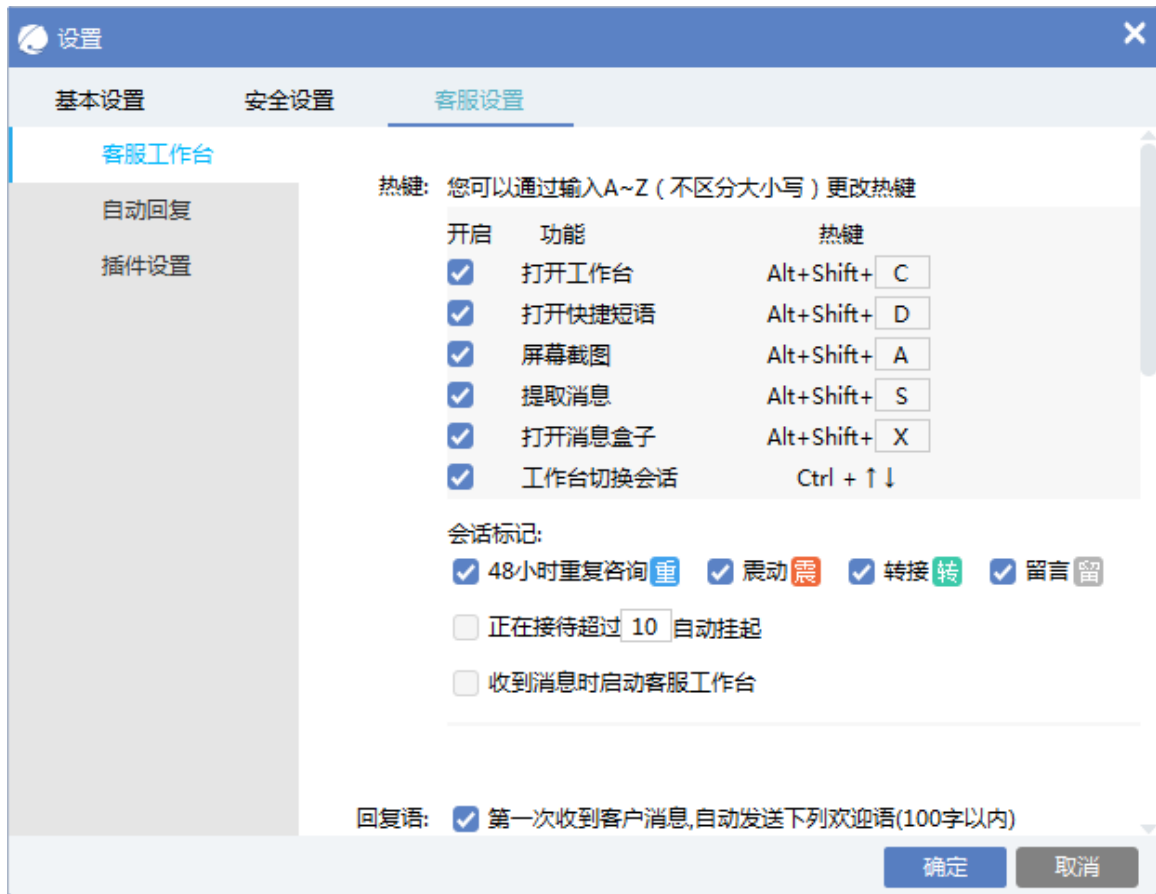 设置
基本设置 安全设置 客服设置
客服工作台
自动回复
插件设置
热键: 您可以通过输入A~Z（不区分大小写）更改热键
开启 功能 热键
打开工作台 Alt+Shift+ C
打开快捷短语 Alt+Shift+ D
屏幕截图 Alt+Shift+ A
提取消息 Alt+Shift+ S
打开消息盒子 Alt+Shift+ X
工作台切换会话 Ctrl + ↑↓
会话标记:
48小时重复咨询 重 震动 震 转接 转 留言 留
正在接待超过 10 自动挂起
收到消息时启动客服工作台
回复语: 第一次收到客户消息,自动发送下列欢迎语(100字以内)
确定 取消